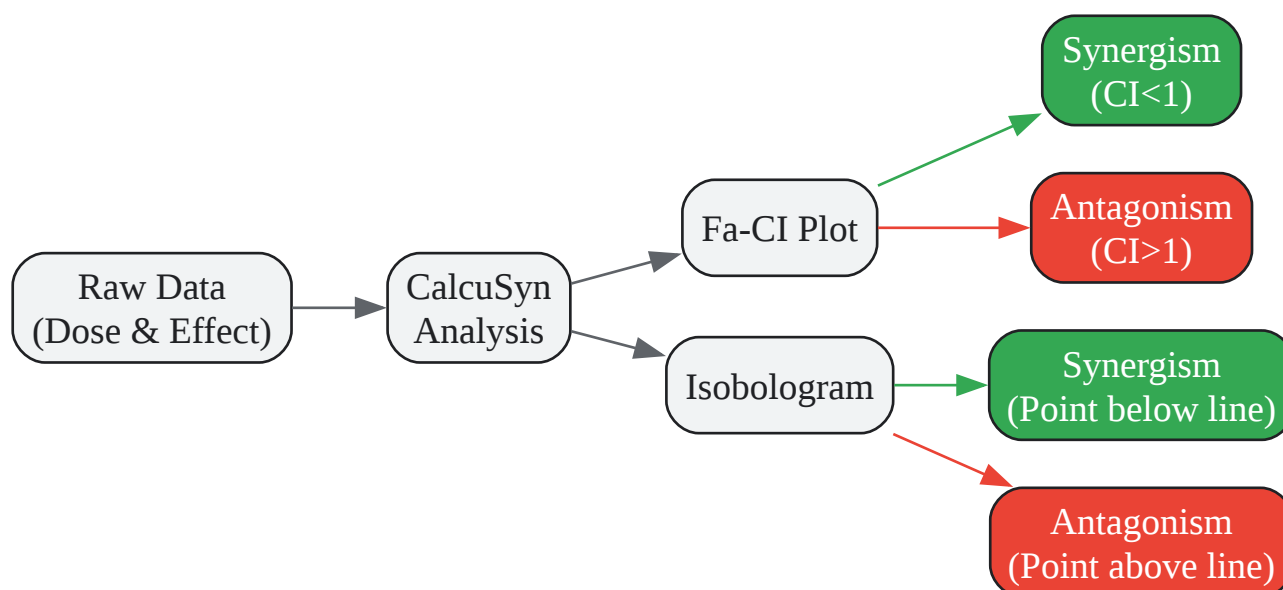 Raw Data
(Dose & Effect)
CalcuSyn
Analysis
Fa-CI Plot
Isobologram
Synergism
(CI<1)
Antagonism
(CI>1)
Synergism
(Point below line)
Antagonism
(Point above line)